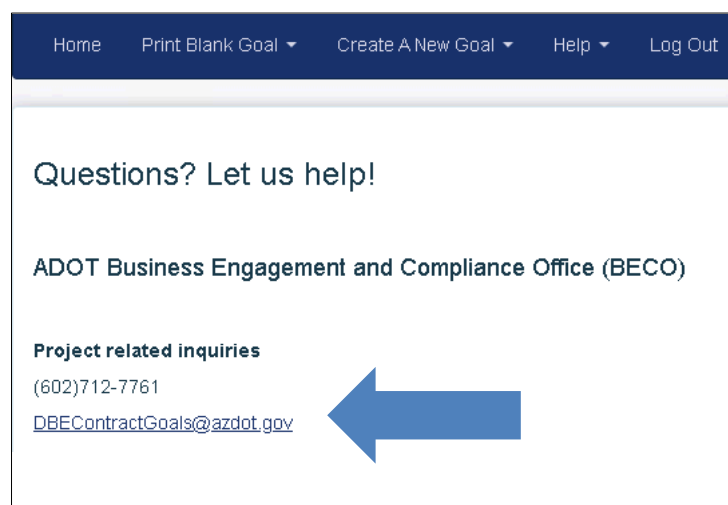 Home Print Blank Goal Create A New Goal Help Log Out
Questions? Let us help!
ADOT Business Engagement and Compliance Office (BECO)
Project related inquiries
(602)712-7761
DBEContractGoals@azdot.gov